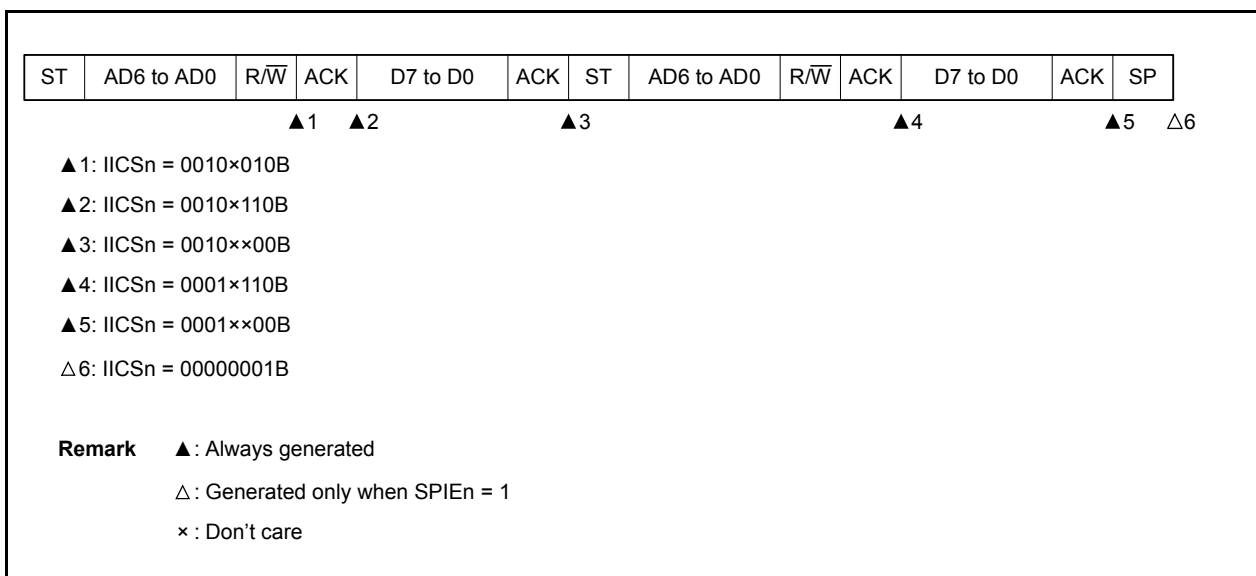 ST AD6 to AD0 R/W̅ ACK D7 to D0 ACK ST AD6 to AD0 R/W̅ ACK D7 to D0 ACK SP
▲1 ▲2 ▲3 ▲4 ▲5 △6
▲1: IICSn = 0010×010B
▲2: IICSn = 0010×110B
▲3: IICSn = 0010××00B
▲4: IICSn = 0001×110B
▲5: IICSn = 0001××00B
△6: IICSn = 00000001B
Remark ▲: Always generated
△: Generated only when SPIEn = 1
×: Don't care